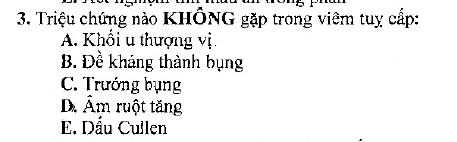 3. Triệu chứng nào KHÔNG gặp trong viêm tuỵ cấp:
A. Khối u thượng vị.
B. Đề kháng thành bụng
C. Trướng bụng
D. Âm ruột tăng
E. Dấu Cullen